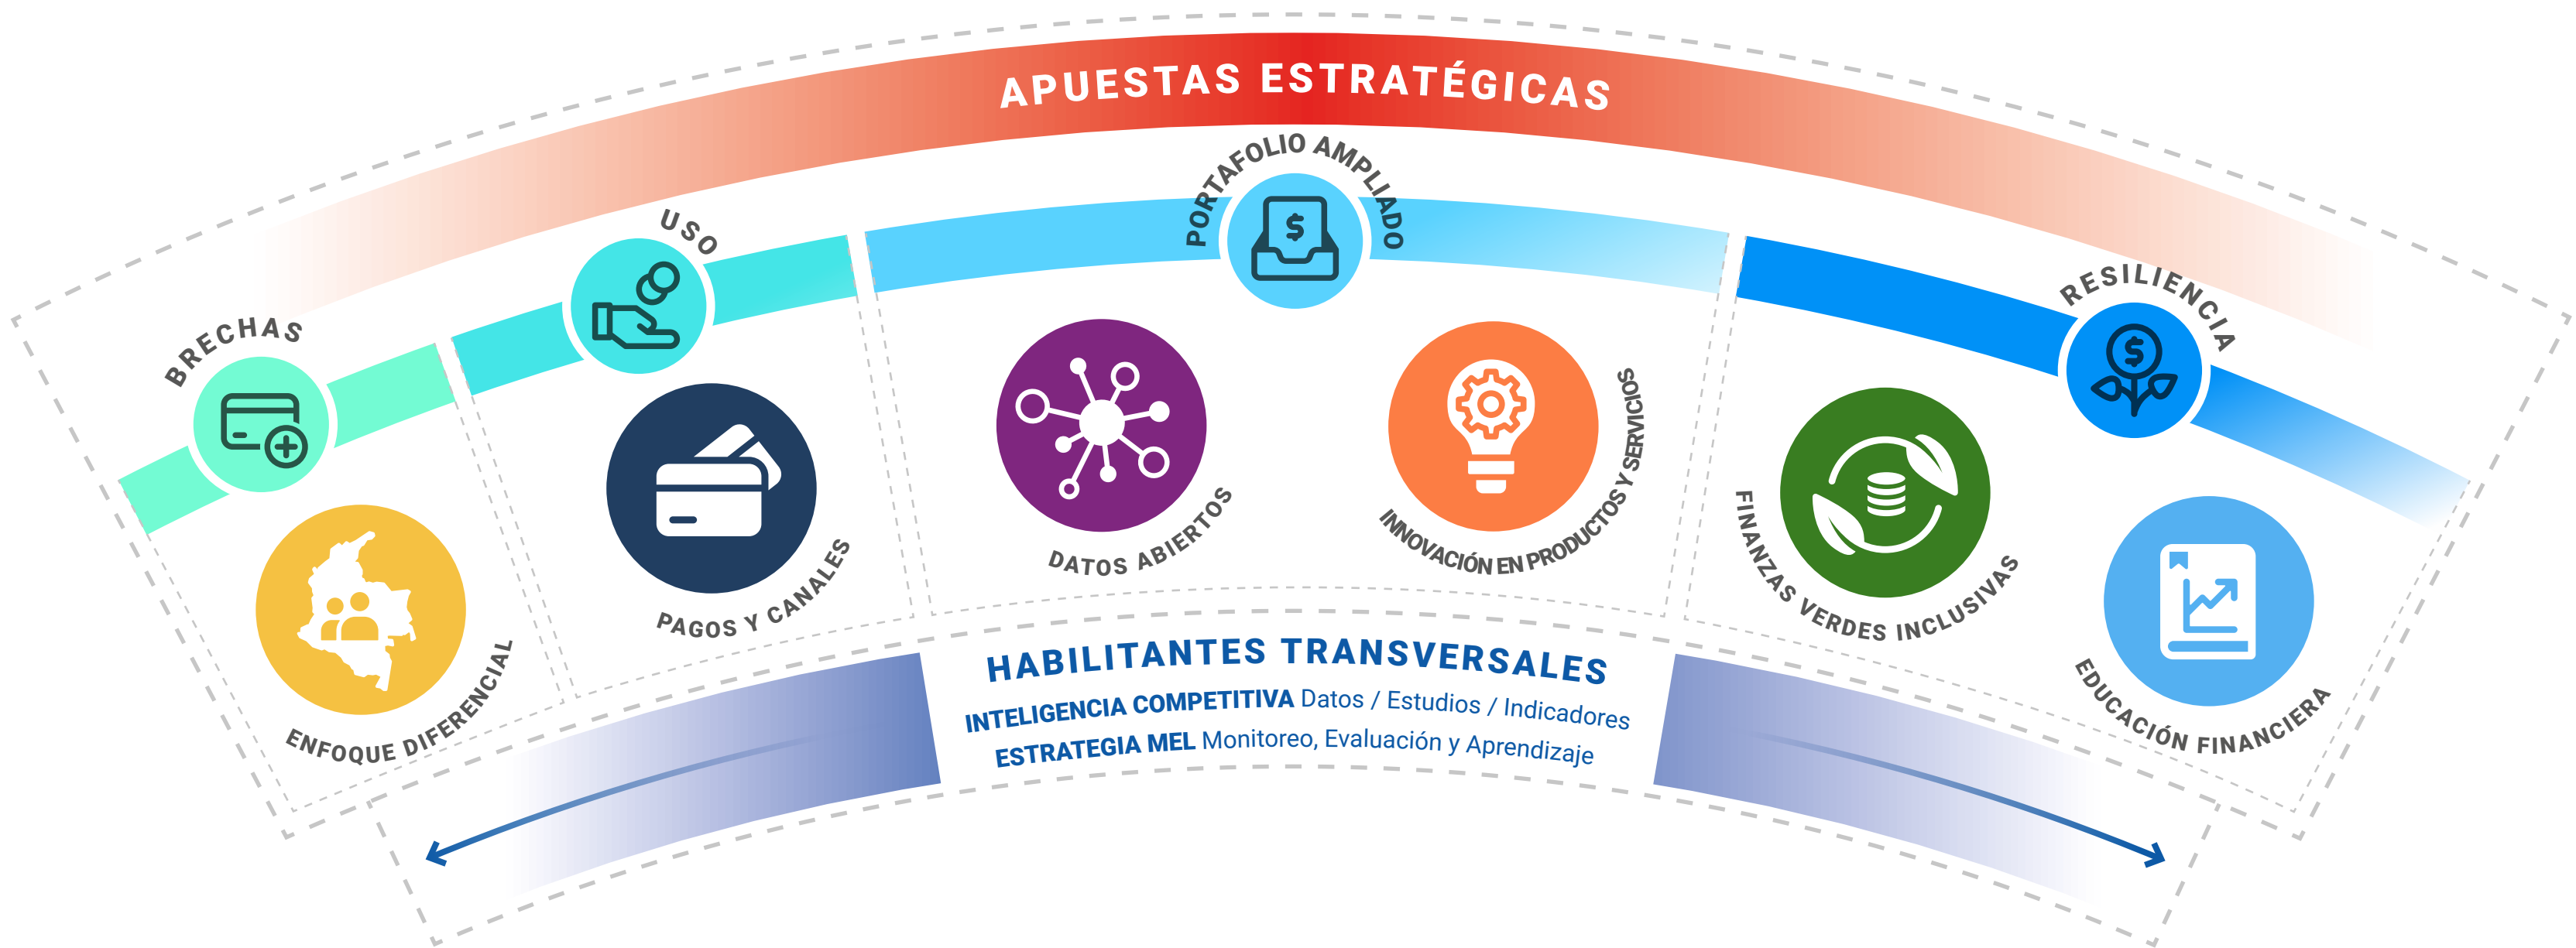 APUESTAS ESTRATÉGICAS
BRECHAS
USO
PORTAFOLIO AMPLIADO
RESILIENCIA
ENFOQUE DIFERENCIAL
PAGOS Y CANALES
DATOS ABIERTOS
INNOVACIÓN EN PRODUCTOS Y SERVICIOS
FINANZAS VERDES INCLUSIVAS
EDUCACIÓN FINANCIERA
HABILITANTES TRANSVERSALES
INTELIGENCIA COMPETITIVA Datos / Estudios / Indicadores
ESTRATEGIA MEL Monitoreo, Evaluación y Aprendizaje